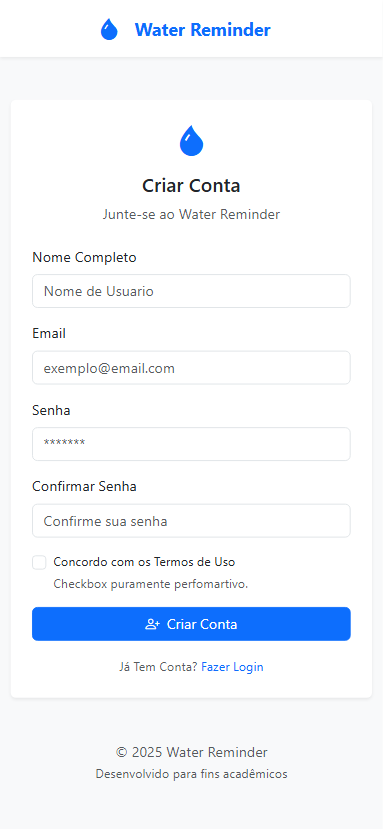 Water Reminder
Criar Conta
Junte-se ao Water Reminder
Nome Completo
Nome de Usuario
Email
exemplo@email.com
Senha
*******
Confirmar Senha
Confirme sua senha
Concordo com os Termos de Uso
Checkbox puramente perfomartivo.
Criar Conta
Já Tem Conta? Fazer Login
© 2025 Water Reminder
Desenvolvido para fins acadêmicos